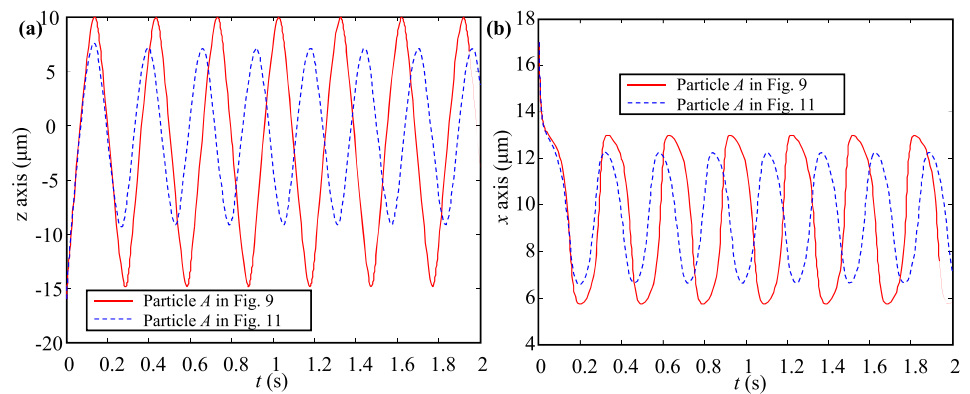 (a)
10
5
0
-5
-10
-15
-20
z axis (μm)
Particle A in Fig. 9
Particle A in Fig. 11
0 0.2 0.4 0.6 0.8 1 1.2 1.4 1.6 1.8 2
t (s)
(b)
18
16
14
12
10
8
6
4
x axis (μm)
Particle A in Fig. 9
Particle A in Fig. 11
0 0.2 0.4 0.6 0.8 1 1.2 1.4 1.6 1.8 2
t (s)